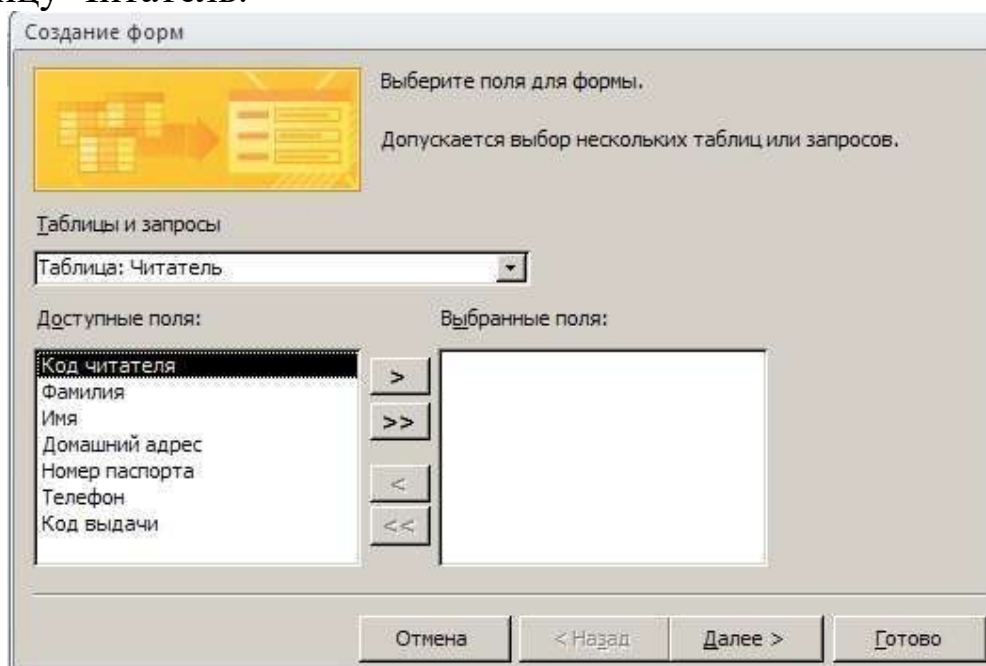 Читатель.
Создание форм
Выберите поля для формы.
Допускается выбор нескольких таблиц или запросов.
Таблицы и запросы
Таблица: Читатель
Доступные поля:
Выбранные поля:
Код читателя
Фамилия
Имя
Домашний адрес
Номер паспорта
Телефон
Код выдачи
>
>>
<
<<
Отмена
< Назад
Далее >
Готово